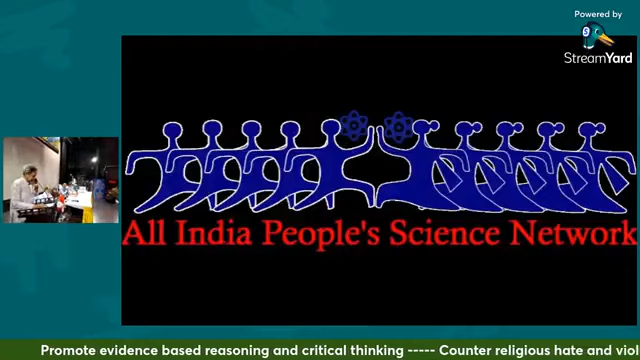 Powered by
StreamYard
All India People's Science Network
Promote evidence based reasoning and critical thinking ----- Counter religious hate and viol